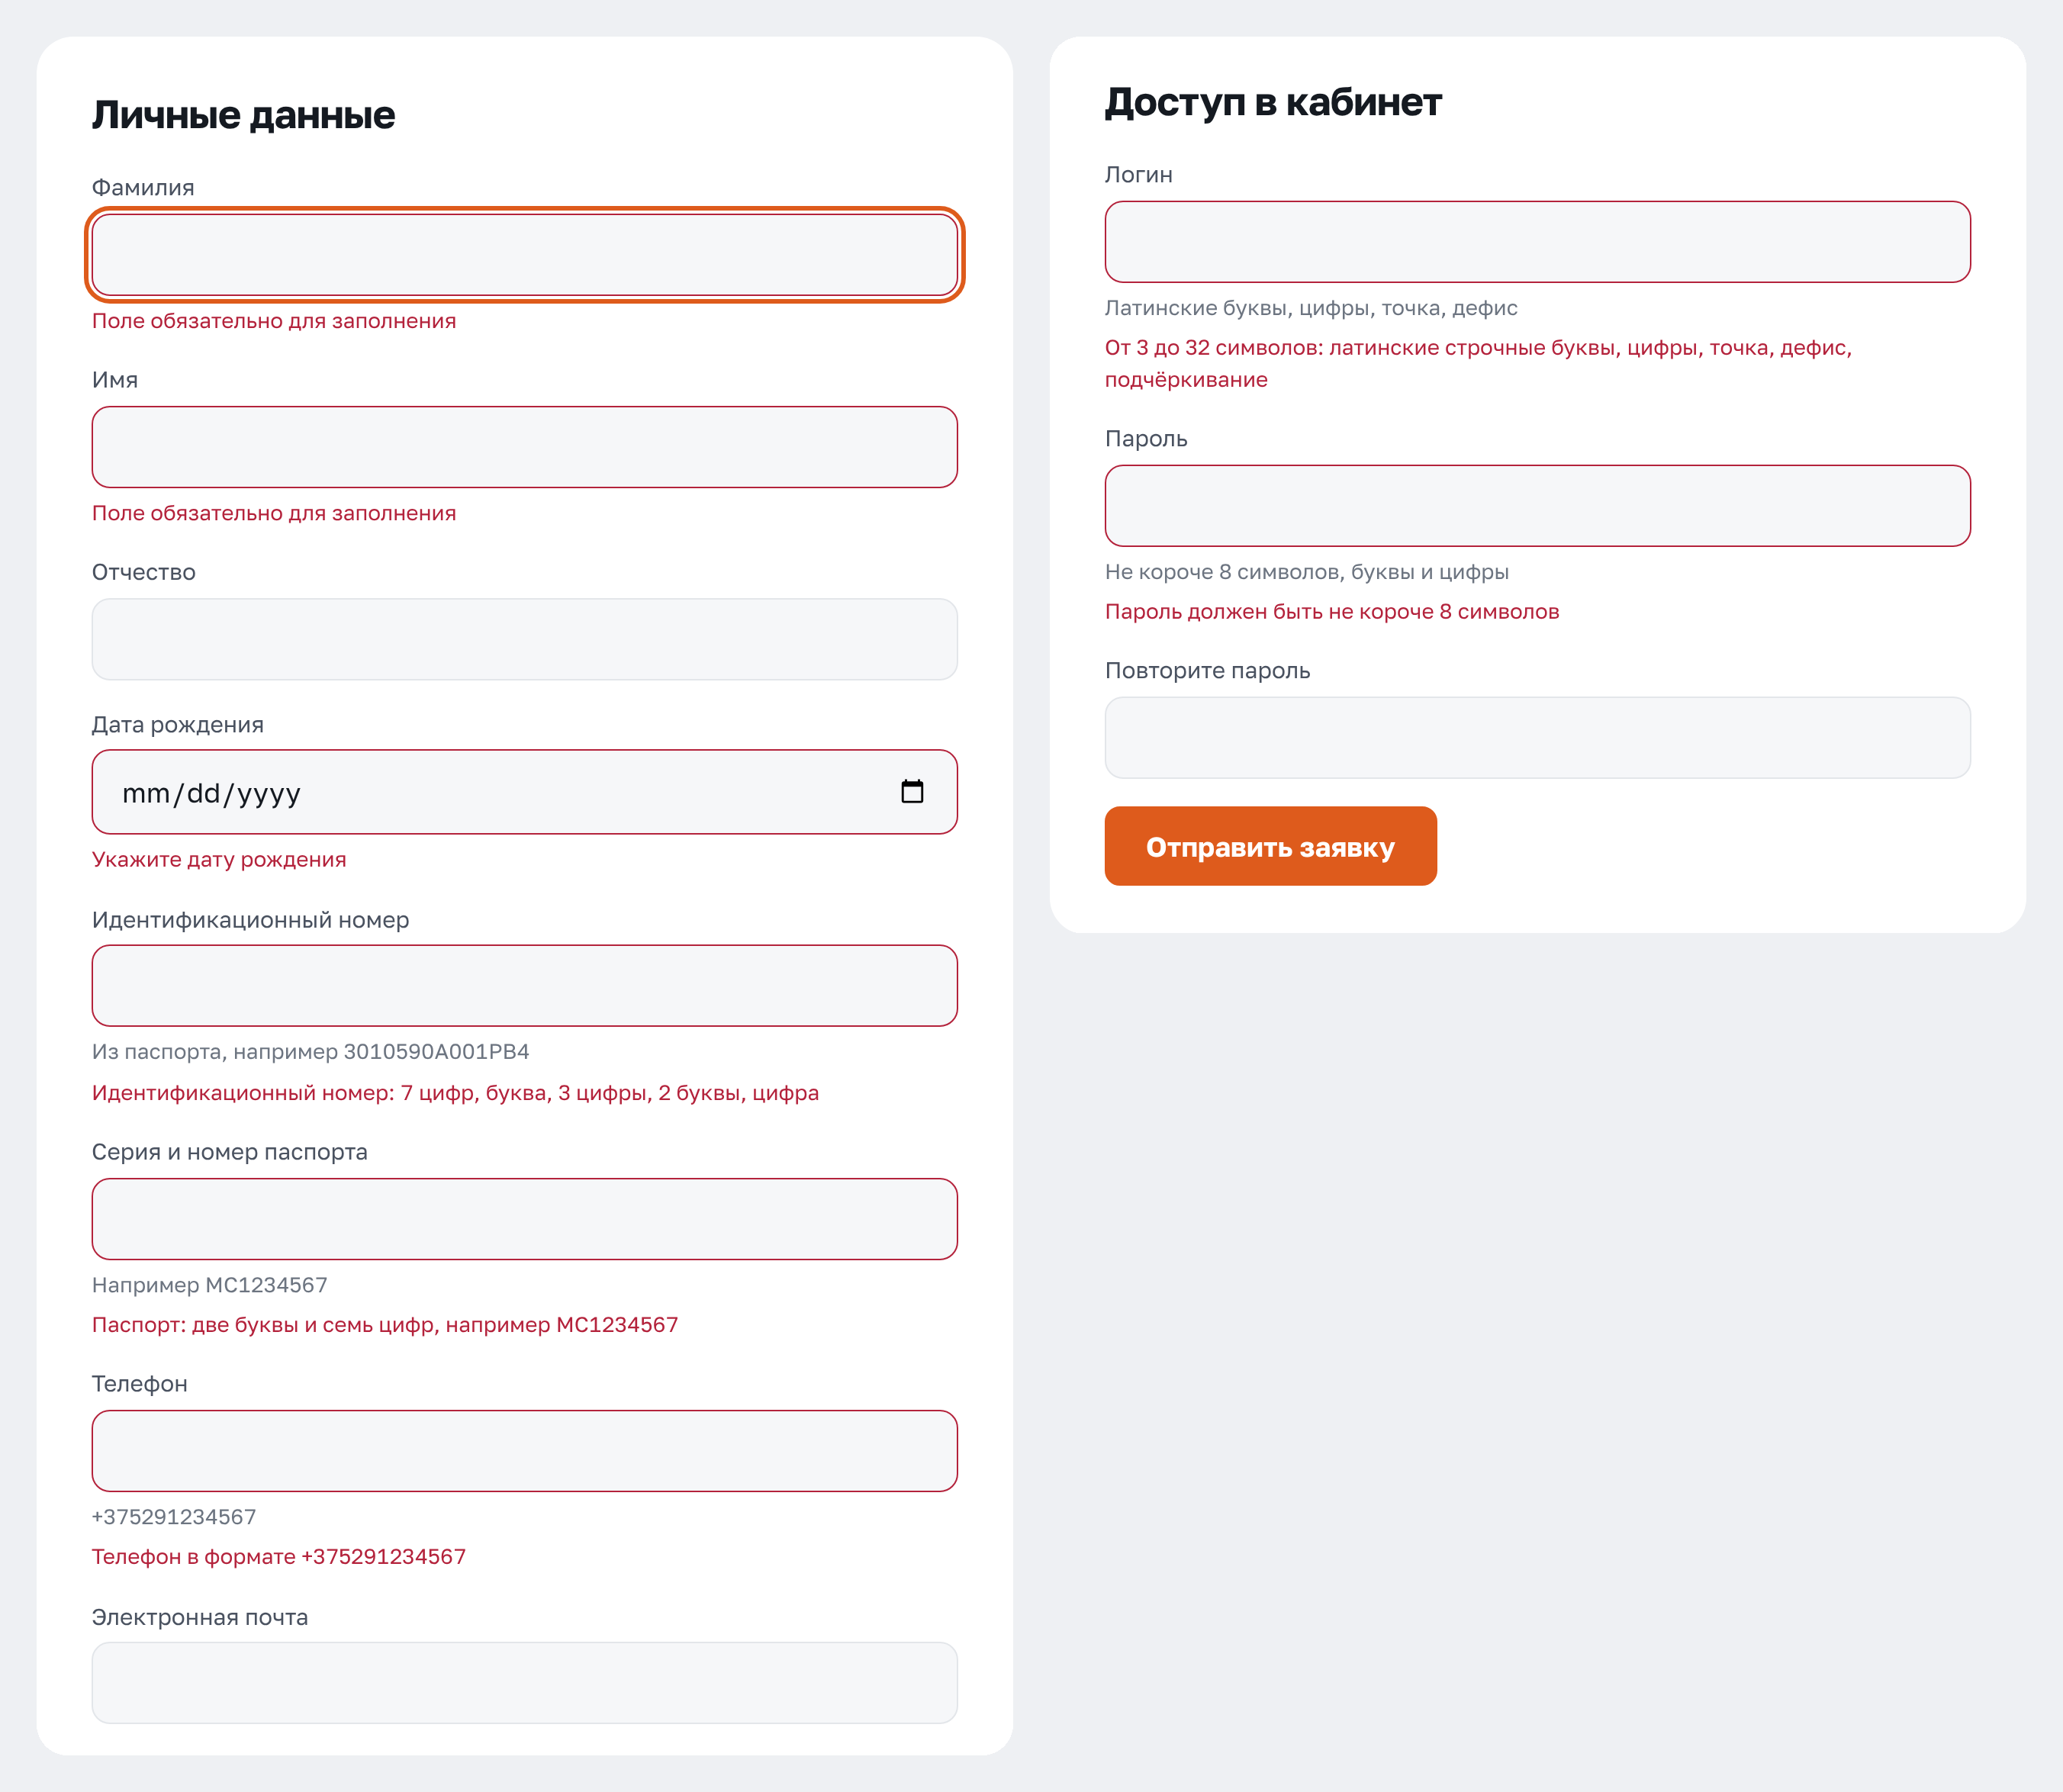 Личные данные
Фамилия
Поле обязательно для заполнения
Имя
Поле обязательно для заполнения
Отчество
Дата рождения
mm/dd/yyyy
Укажите дату рождения
Идентификационный номер
Из паспорта, например 3010590A001PB4
Идентификационный номер: 7 цифр, буква, 3 цифры, 2 буквы, цифра
Серия и номер паспорта
Например MC1234567
Паспорт: две буквы и семь цифр, например MC1234567
Телефон
+375291234567
Телефон в формате +375291234567
Электронная почта
Доступ в кабинет
Логин
Латинские буквы, цифры, точка, дефис
От 3 до 32 символов: латинские строчные буквы, цифры, точка, дефис,
подчёркивание
Пароль
Не короче 8 символов, буквы и цифры
Пароль должен быть не короче 8 символов
Повторите пароль
Отправить заявку